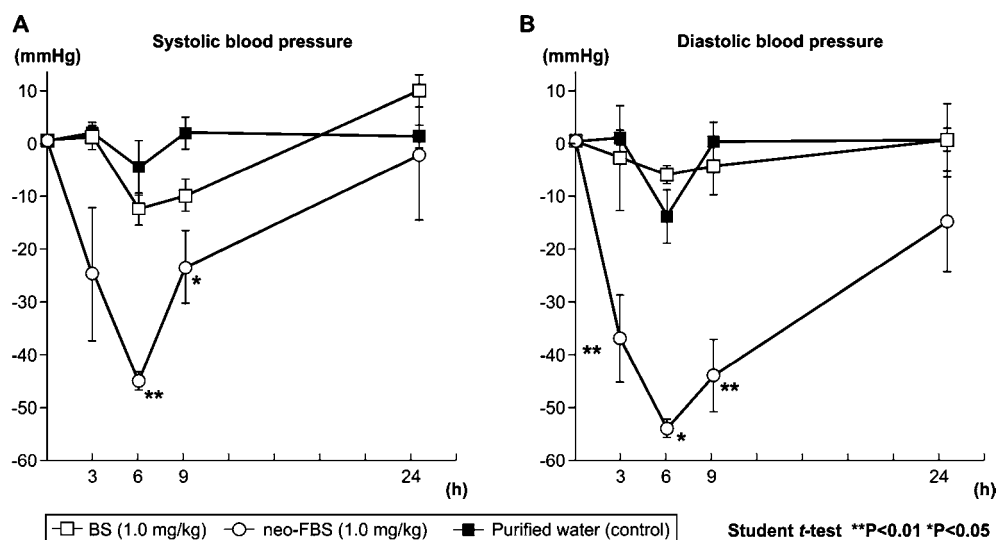 A
Systolic blood pressure
(mmHg)
10
0
-10
-20
-30
-40
-50
-60
*
**
3 6 9 24
(h)
B
Diastolic blood pressure
(mmHg)
10
0
-10
-20
-30
-40
-50
-60
**
**
*
3 6 9 24
(h)
BS (1.0 mg/kg) neo-FBS (1.0 mg/kg) Purified water (control)
Student t-test **P<0.01 *P<0.05